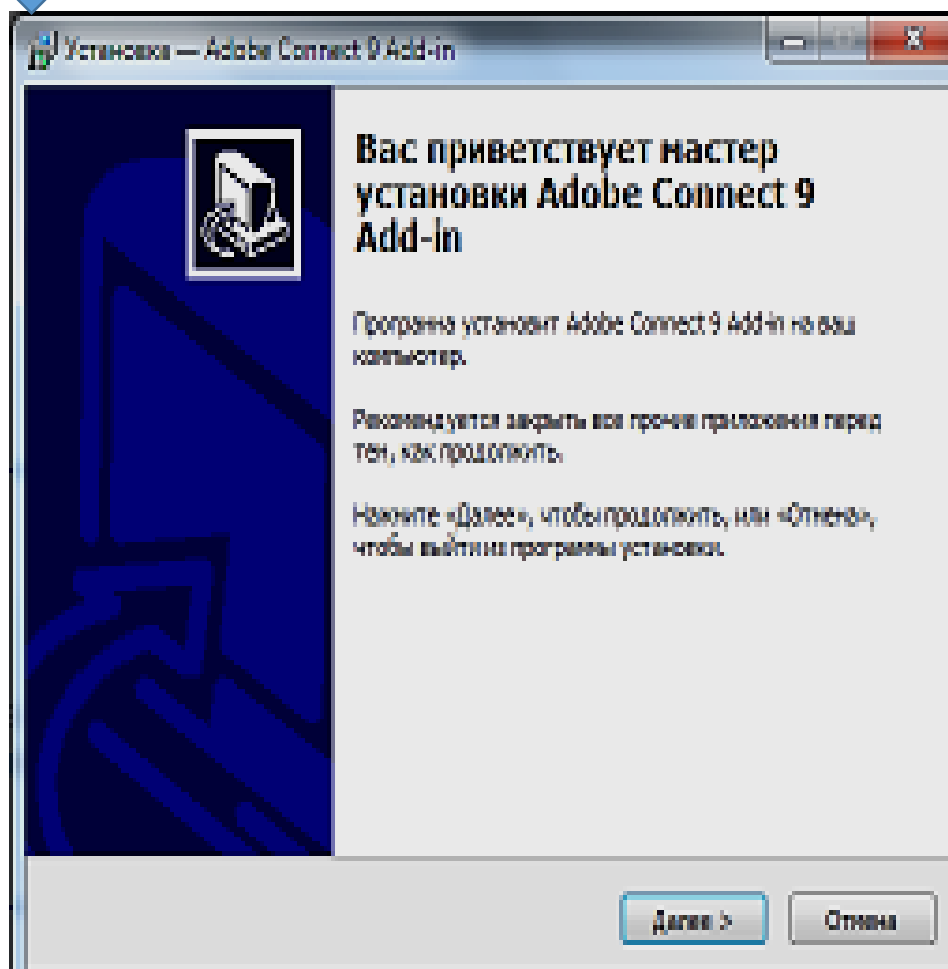 Установка — Adobe Connect 9 Add-in
Вас приветствует мастер
установки Adobe Connect 9
Add-in
Программа установит Adobe Connect 9 Add-in на ваш
компьютер.
Рекомендуется закрыть все прочие приложения перед
тем, как продолжить.
Нажмите «Далее», чтобы продолжить, или «Отмена»,
чтобы выйти из программы установки.
Далее >
Отмена